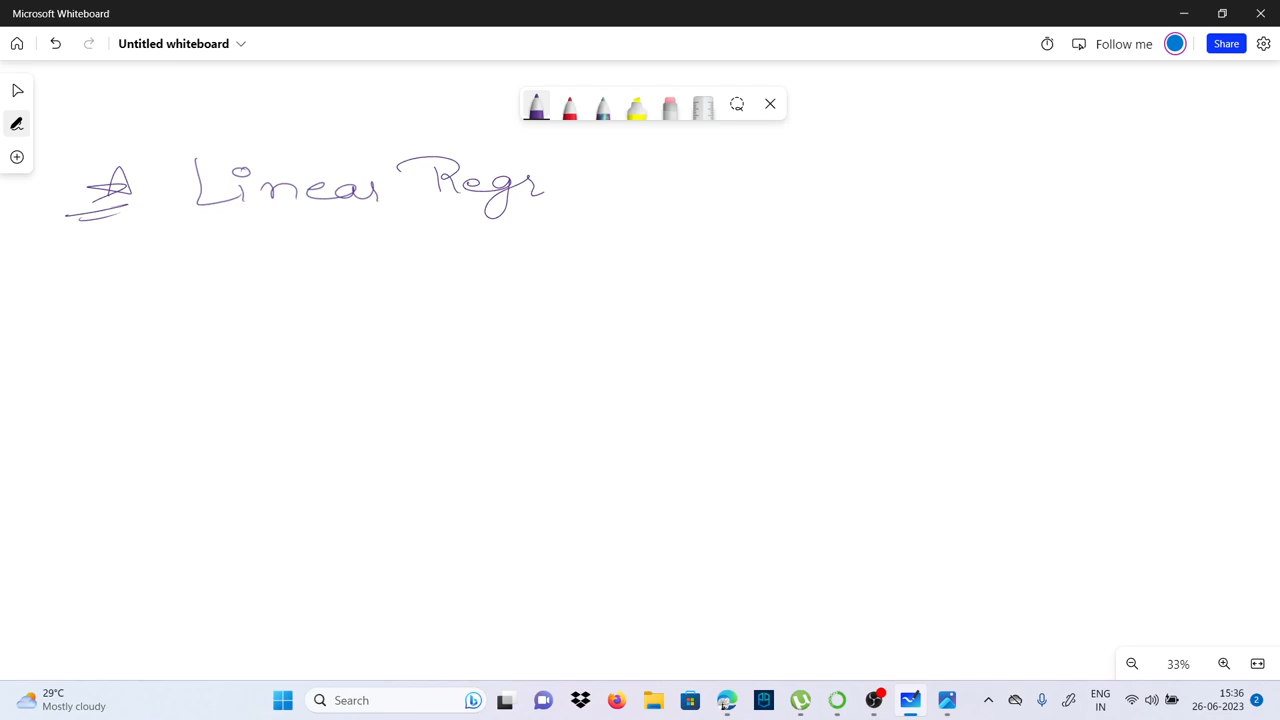 Microsoft Whiteboard
Untitled whiteboard
Follow me
Share
Linear Regr
33%
29°C
Mostly cloudy
Search
ENG
IN
15:36
26-06-2023
2